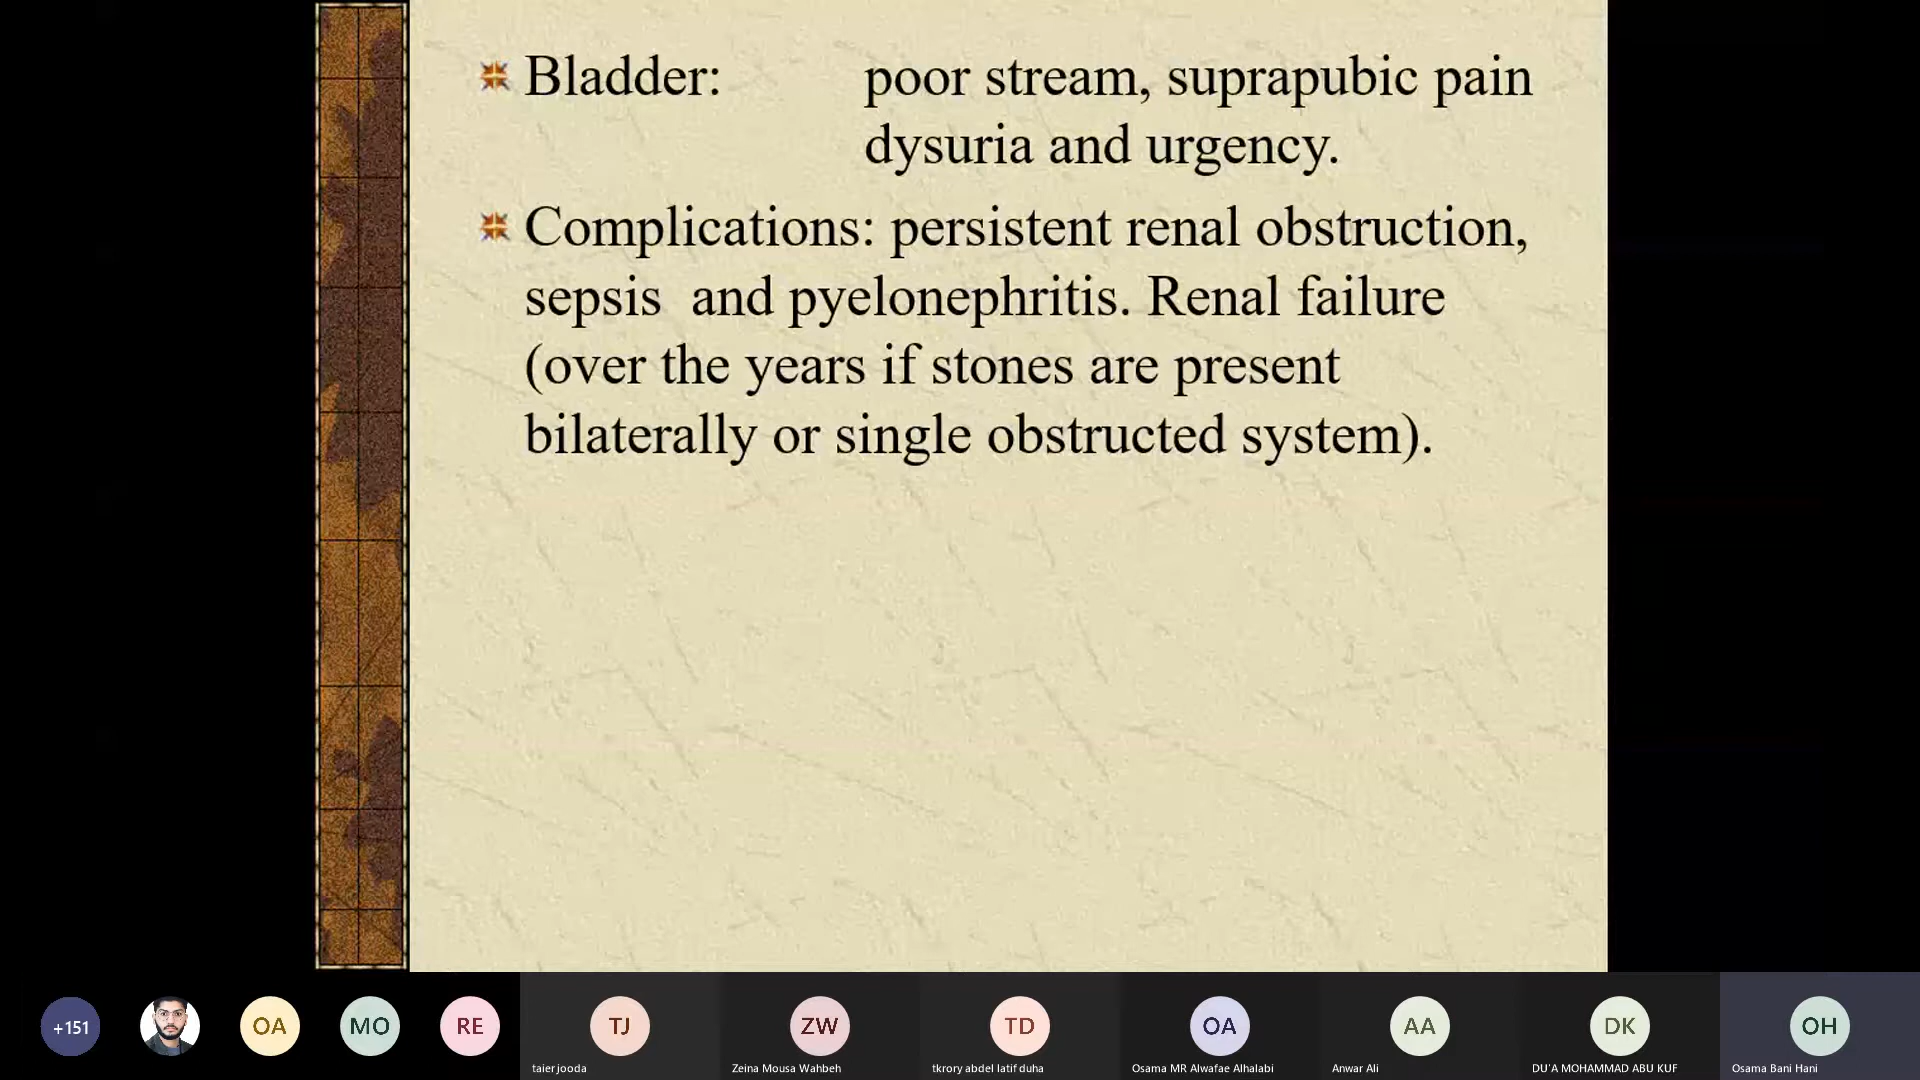 Bladder: poor stream, suprapubic pain
dysuria and urgency.
Complications: persistent renal obstruction,
sepsis and pyelonephritis. Renal failure
(over the years if stones are present
bilaterally or single obstructed system).
+151
OA
MO
RE
TJ
ZW
TD
OA
AA
DK
OH
taier jooda
Zeina Mousa Wahbeh
tkrory abdel latif duha
Osama MR Alwafae Alhalabi
Anwar Ali
DU'A MOHAMMAD ABU KUF
Osama Bani Hani